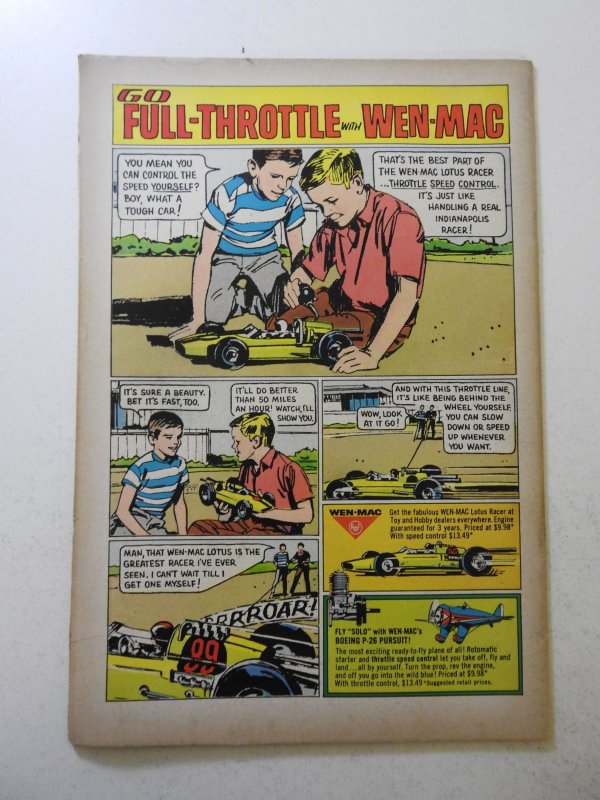 GO
FULL-THROTTLE WITH WEN-MAC
YOU MEAN YOU
CAN CONTROL THE
SPEED YOURSELF?
BOY, WHAT A
TOUGH CAR!
THAT'S THE BEST PART OF
THE WEN-MAC LOTUS RACER
...THROTTLE SPEED CONTROL.
IT'S JUST LIKE
HANDLING A REAL
INDIANAPOLIS
RACER!
IT'S SURE A BEAUTY.
BET IT'S FAST, TOO.
IT'LL DO BETTER
THAN 50 MILES
AN HOUR! WATCH, I'LL
SHOW YOU.
WOW, LOOK
AT IT GO!
AND WITH THIS THROTTLE LINE,
IT'S LIKE BEING BEHIND THE
WHEEL YOURSELF.
YOU CAN SLOW
DOWN OR SPEED
UP WHENEVER
YOU WANT.
MAN, THAT WEN-MAC LOTUS IS THE
GREATEST RACER I'VE EVER
SEEN. I CAN'T WAIT TILL I
GET ONE MYSELF!
RRRROAR!
99
WEN-MAC
Get the fabulous WEN-MAC Lotus Racer at
Toy and Hobby dealers everywhere. Engine
guaranteed for 3 years. Priced at $9.98*
With speed control $13.49*
FLY "SOLO" with WEN-MAC's
BOEING P-26 PURSUIT!
The most exciting ready-to-fly plane of all! Rotomatic
starter and throttle speed control let you take off, fly and
land...all by yourself. Turn the prop, rev the engine,
and off you go into the wild blue! Priced at $9.98*
With throttle control, $13.49 *Suggested retail prices.